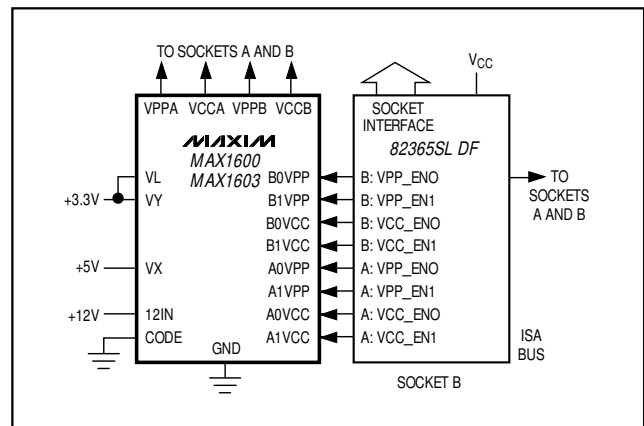 TO SOCKETS A AND B
VPPA VCCA VPPB VCCB
MAXIM
MAX1600
MAX1603
VL
+3.3V
VY
+5V
VX
+12V
12IN
CODE
GND
B0VPP
B1VPP
B0VCC
B1VCC
A0VPP
A1VPP
A0VCC
A1VCC
VCC
SOCKET
INTERFACE
82365SL DF
B: VPP_EN0
B: VPP_EN1
B: VCC_EN0
B: VCC_EN1
A: VPP_EN0
A: VPP_EN1
A: VCC_EN0
A: VCC_EN1
TO
SOCKETS
A AND B
ISA
BUS
SOCKET B